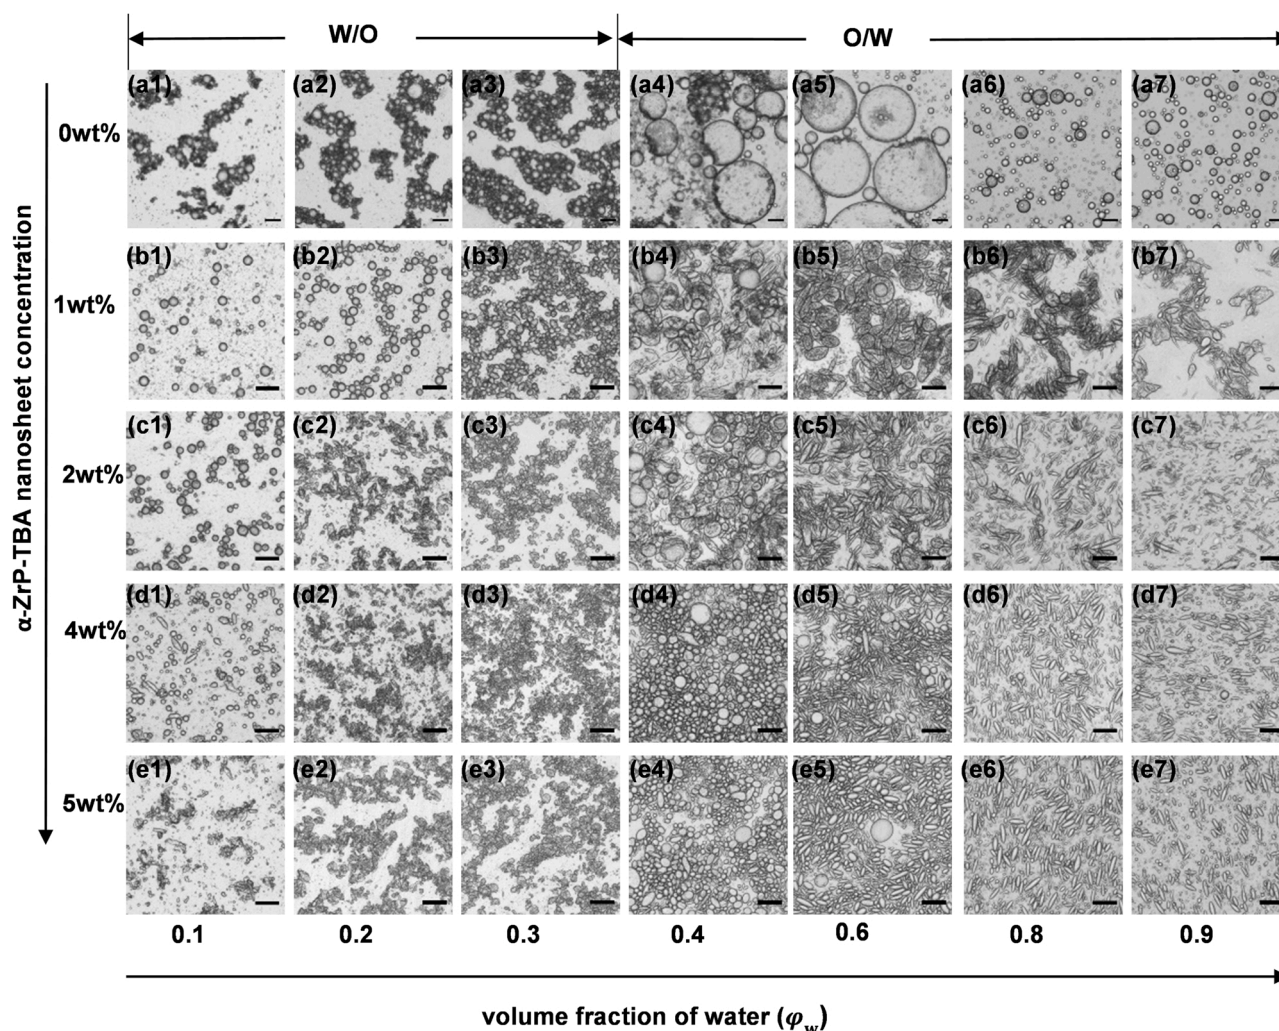 W/O O/W
α-ZrP-TBA nanosheet concentration
0wt% (a1) (a2) (a3) (a4) (a5) (a6) (a7)
1wt% (b1) (b2) (b3) (b4) (b5) (b6) (b7)
2wt% (c1) (c2) (c3) (c4) (c5) (c6) (c7)
4wt% (d1) (d2) (d3) (d4) (d5) (d6) (d7)
5wt% (e1) (e2) (e3) (e4) (e5) (e6) (e7)
0.1 0.2 0.3 0.4 0.6 0.8 0.9
volume fraction of water (φw)